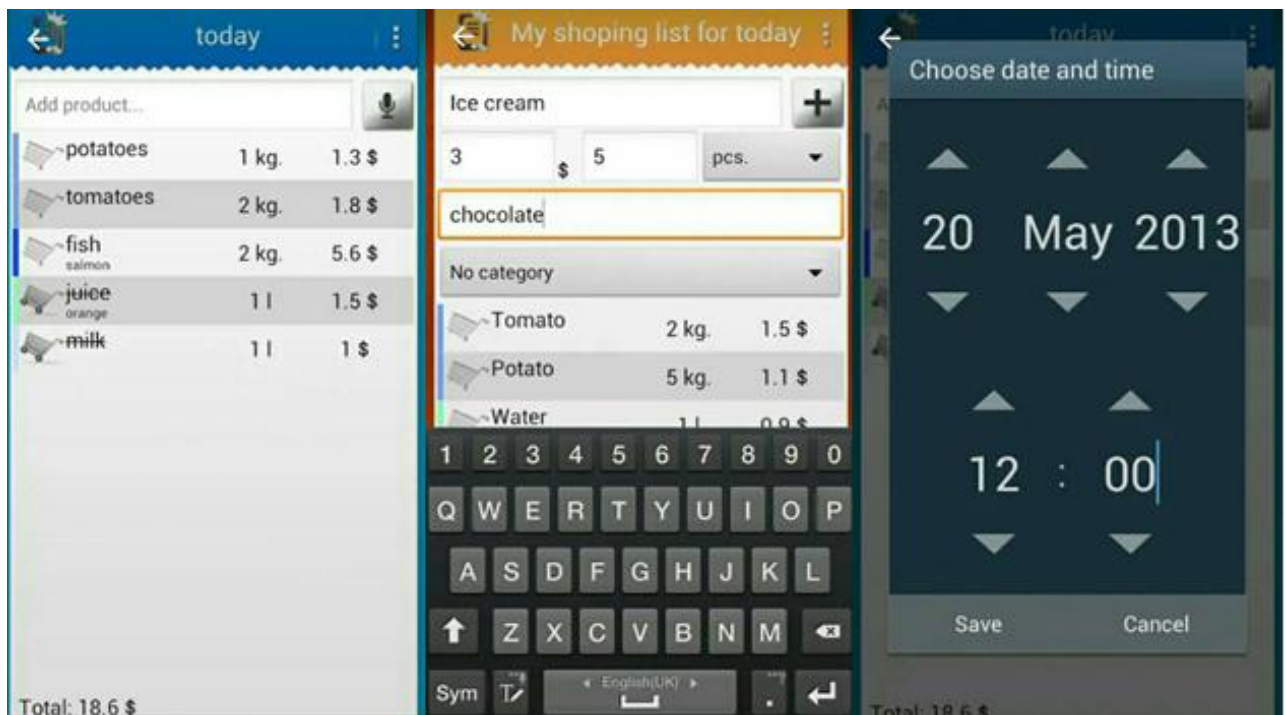 today
Add product...
potatoes 1 kg. 1.3 $
tomatoes 2 kg. 1.8 $
fish 2 kg. 5.6 $
salmon
juice 1 l 1.5 $
orange
milk 1 l 1 $
Total: 18.6 $
My shoping list for today
Ice cream
3 $ 5 pcs.
chocolate
No category
Tomato 2 kg. 1.5 $
Potato 5 kg. 1.1 $
Water 1 l 0.9 $
1 2 3 4 5 6 7 8 9 0
Q W E R T Y U I O P
A S D F G H J K L
Z X C V B N M
Sym English(UK) .
today
Choose date and time
20 May 2013
12 : 00
Save Cancel
Total: 18.6 $